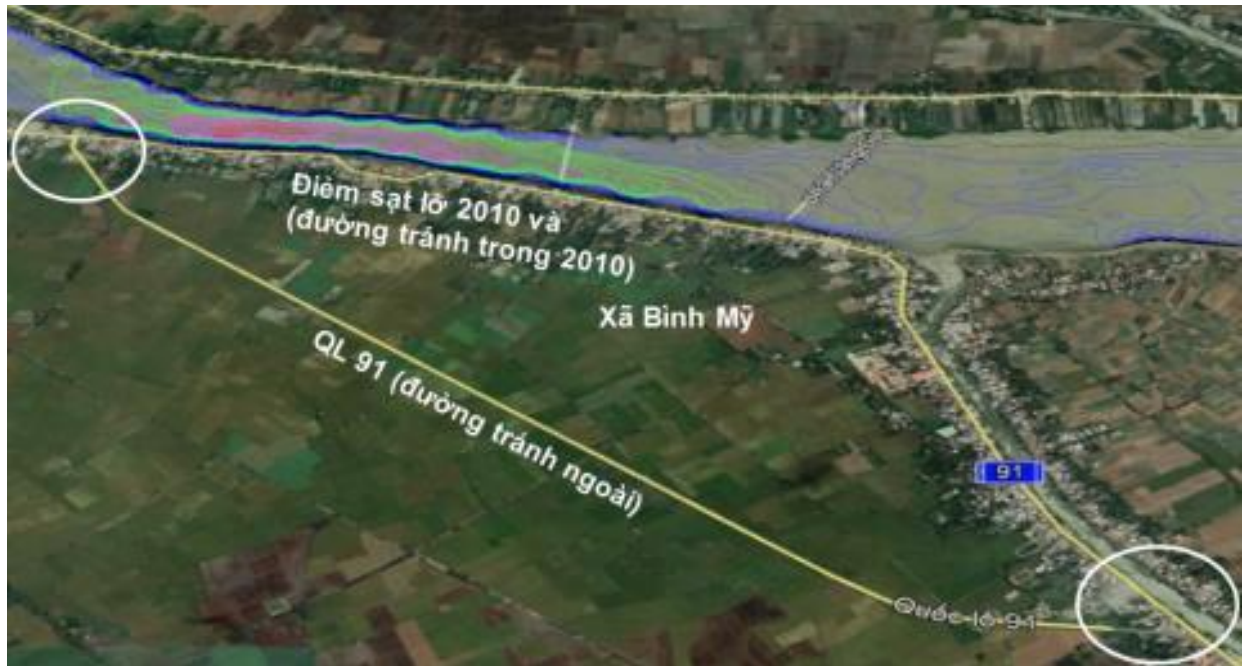 Điểm sạt lở 2010 và
(đường tránh trong 2010)
Xã Bình Mỹ
QL 91 (đường tránh ngoài)
91
Quốc lộ 91